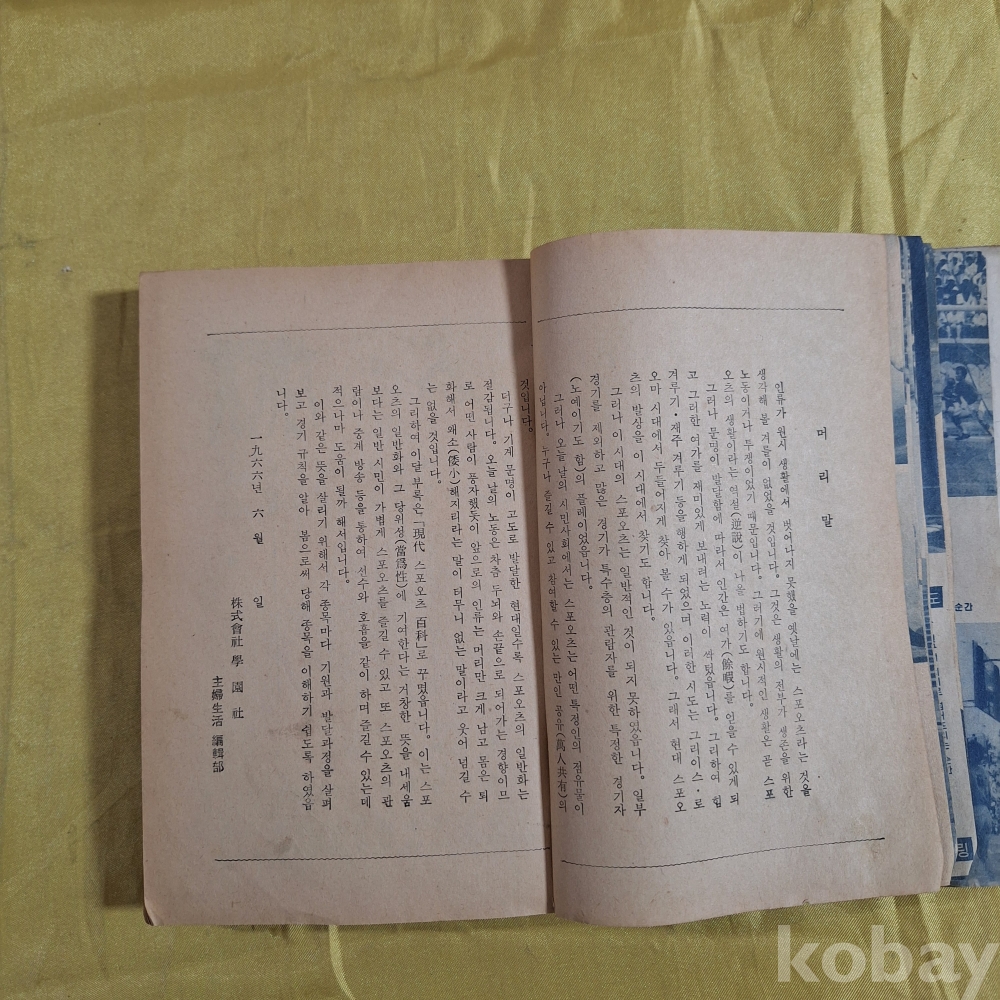 머 리 말
인류가 원시 생활에서 벗어나지 못했을 옛날에는 스포오츠라는 것을
생각해 볼 겨를이 없었을 것입니다。 그것은 생활의 전부가 생존을 위한
노동이거나 투쟁이었기 때문입니다。 그러기에 원시적인 생활은 곧 스포
오츠의 생활이라는 역설(逆説)이 나올 법하기도 합니다。
그러나 문명이 발달함에 따라서 인간은 여가(餘暇)를 얻을 수 있게 되
고 그러한 여가를 재미있게 보내려는 노력이 싹텄읍니다。 그리하여 힘
겨루기・재주 겨루기 등을 행하게 되었으며 이러한 시도는 그리이스・로
오마 시대에서 두드러지게 찾아 볼 수가 있읍니다。 그래서 현대 스포오
츠의 발상을 이 시대에서 찾기도 합니다。
그러나 이 시대의 스포오츠는 일반적인 것이 되지 못하였읍니다。 일부
경기를 제외하고 많은 경기가 특수층의 관람자를 위한 특정한 경기자
(노예이기도 함)의 플레이었읍니다。
그러나 오늘 날의 시민사회에서는 스포오츠는 어떤 특정인의 점유물이
아닙니다。 누구나 즐길 수 있고 참여할 수 있는 만인 공유(萬人共有)의
것입니다。
더구나 기계 문명이 고도로 발달한 현대일수록 스포오츠의 일반화는
절감됩니다。 오늘 날의 노동은 차츰 두뇌와 손끝으로 되어가는 경향이므
로 어떤 사람이 풍자했듯이 앞으로의 인류는 머리만 크게 남고 몸은 퇴
화해서 왜소(倭小)해지리라는 말이 터무니 없는 말이라고 웃어 넘길 수
는 없을 것입니다。
그리하여 이달 부록은「現代 스포오츠 百科」로 꾸몄읍니다。 이는 스포
오츠의 일반화와 그 당위성(當爲性)에 기여한다는 거창한 뜻을 내세움
보다는 일반 시민이 가볍게 스포오츠를 즐길 수 있고 또 스포오츠의 관
람이나 중계 방송 등을 통하여 선수와 호흡을 같이 하며 즐길 수 있는데
적으나마 도움이 될까 해서입니다。
이와 같은 뜻을 살리기 위해서 각 종목마다 기원과 발달과정을 살펴
보고 경기 규칙을 알아 봄으로써 당해 종목을 이해하기 쉽도록 하였읍
니다。
一九六六년 六월 일
株式會社 學園社
主婦生活 編輯部
순간
링
kobay